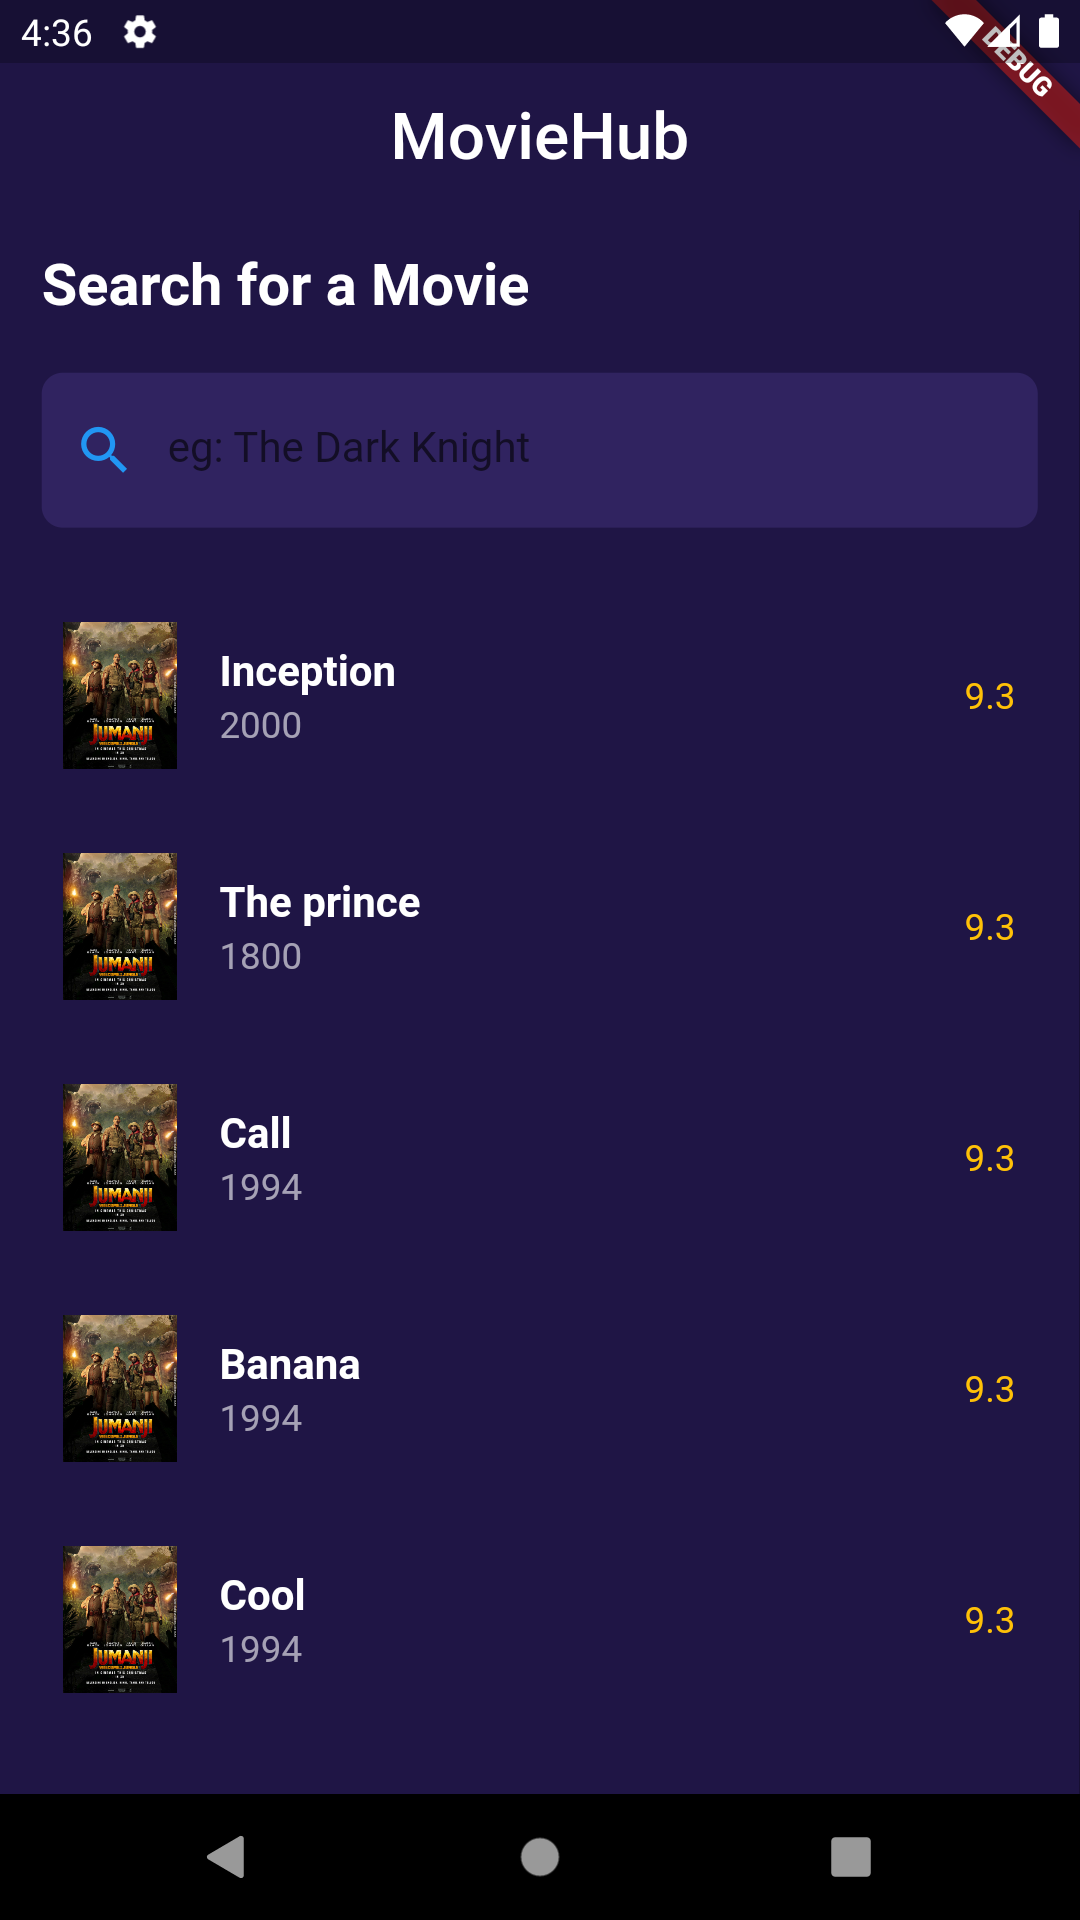 4:36
DEBUG
MovieHub
Search for a Movie
eg: The Dark Knight
JUMANJI
Inception
2000
9.3
JUMANJI
The prince
1800
9.3
JUMANJI
Call
1994
9.3
JUMANJI
Banana
1994
9.3
JUMANJI
Cool
1994
9.3